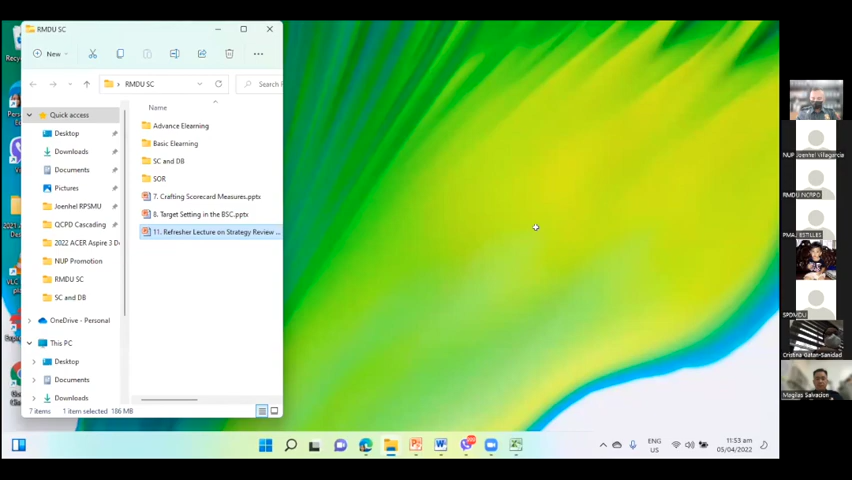 RMDU SC
New
RMDU SC
Search
Quick access
Desktop
Downloads
Documents
Pictures
Joenhel RPSMU
QCPD Cascading
2022 ACER Aspire 3 D
NUP Promotion
RMDU SC
SC and DB
OneDrive - Personal
This PC
Desktop
Documents
Downloads
Name
Advance Elearning
Basic Elearning
SC and DB
SOR
7. Crafting Scorecard Measures.pptx
8. Target Setting in the BSC.pptx
11. Refresher Lecture on Strategy Review ...
7 items 1 item selected 186 MB
ENG
US
11:53 am
05/04/2022
NUP Joenhel Villagarcia
RMDU NCRPO
PMAJ ESTILLES
SPDMDU
Cristina Gatan-Sanidad
Magilas Salvacion